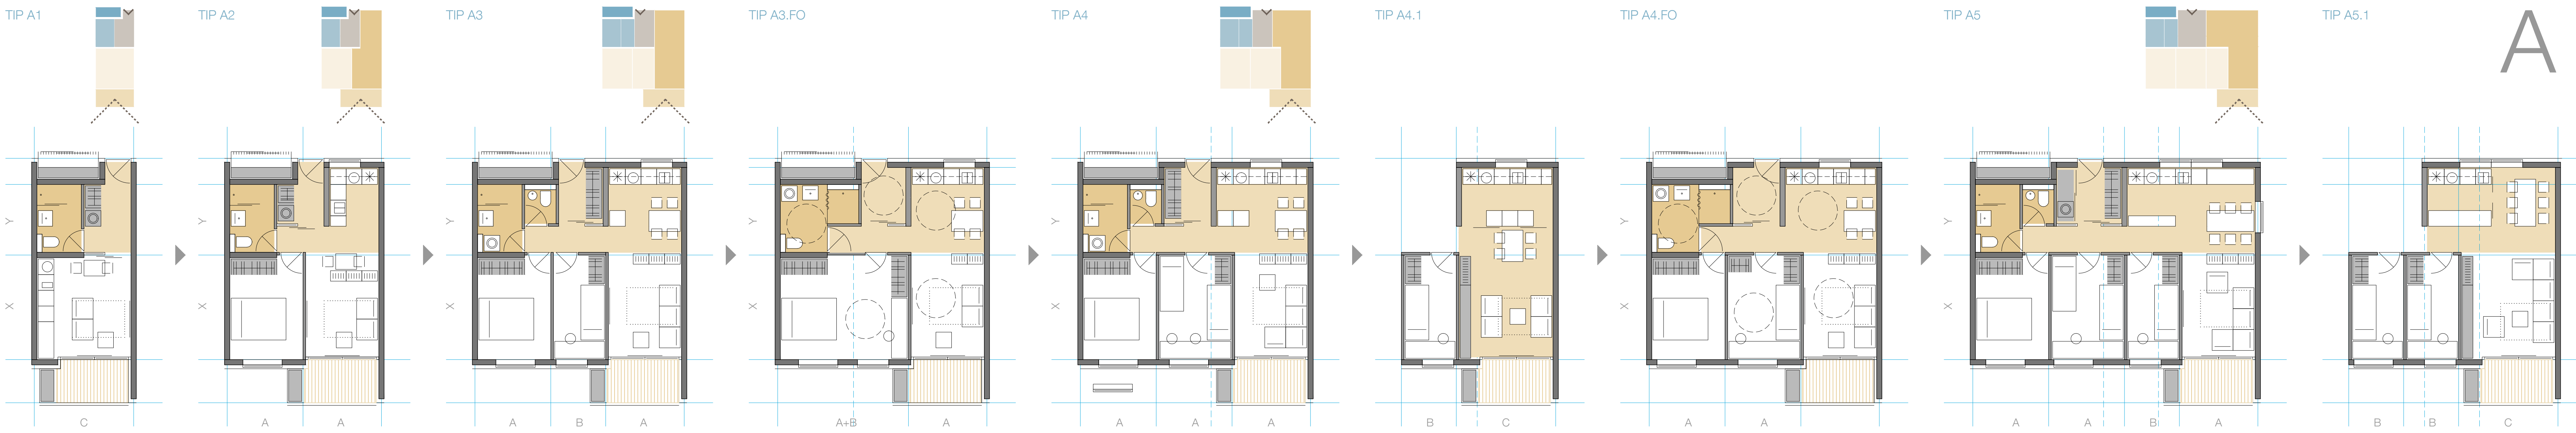 TIP A1 TIP A2 TIP A3 TIP A3.FO TIP A4 TIP A4.1 TIP A4.FO TIP A5 TIP A5.1 A
Y Y Y Y Y Y Y
X X X X X X X
C A A A B A A+B A A A A B C A A A A B A B B C